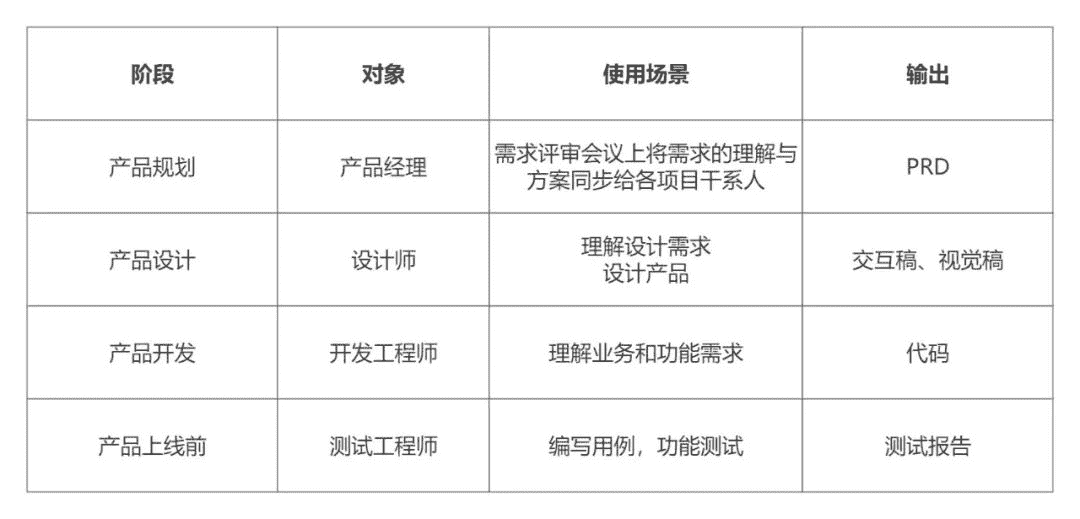 阶段 对象 使用场景 输出
产品规划 产品经理 需求评审会议上将需求的理解与
方案同步给各项目干系人 PRD
产品设计 设计师 理解设计需求
设计产品 交互稿、视觉稿
产品开发 开发工程师 理解业务和功能需求 代码
产品上线前 测试工程师 编写用例，功能测试 测试报告